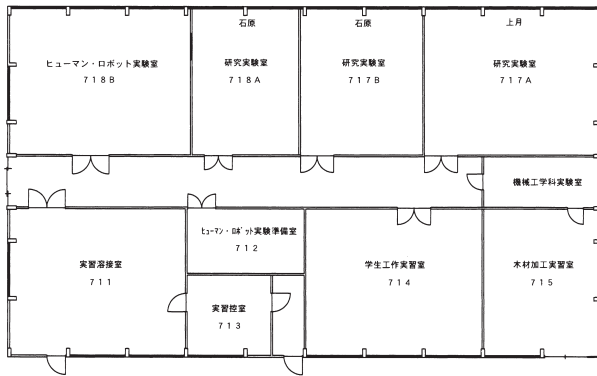 石原
石原
上月
ヒューマン・ロボット実験室
718B
研究実験室
718A
研究実験室
717B
研究実験室
717A
機械工学科実験室
ヒューマン・ロボット実験準備室
712
実習溶接室
711
学生工作実習室
714
木材加工実習室
715
実習控室
713